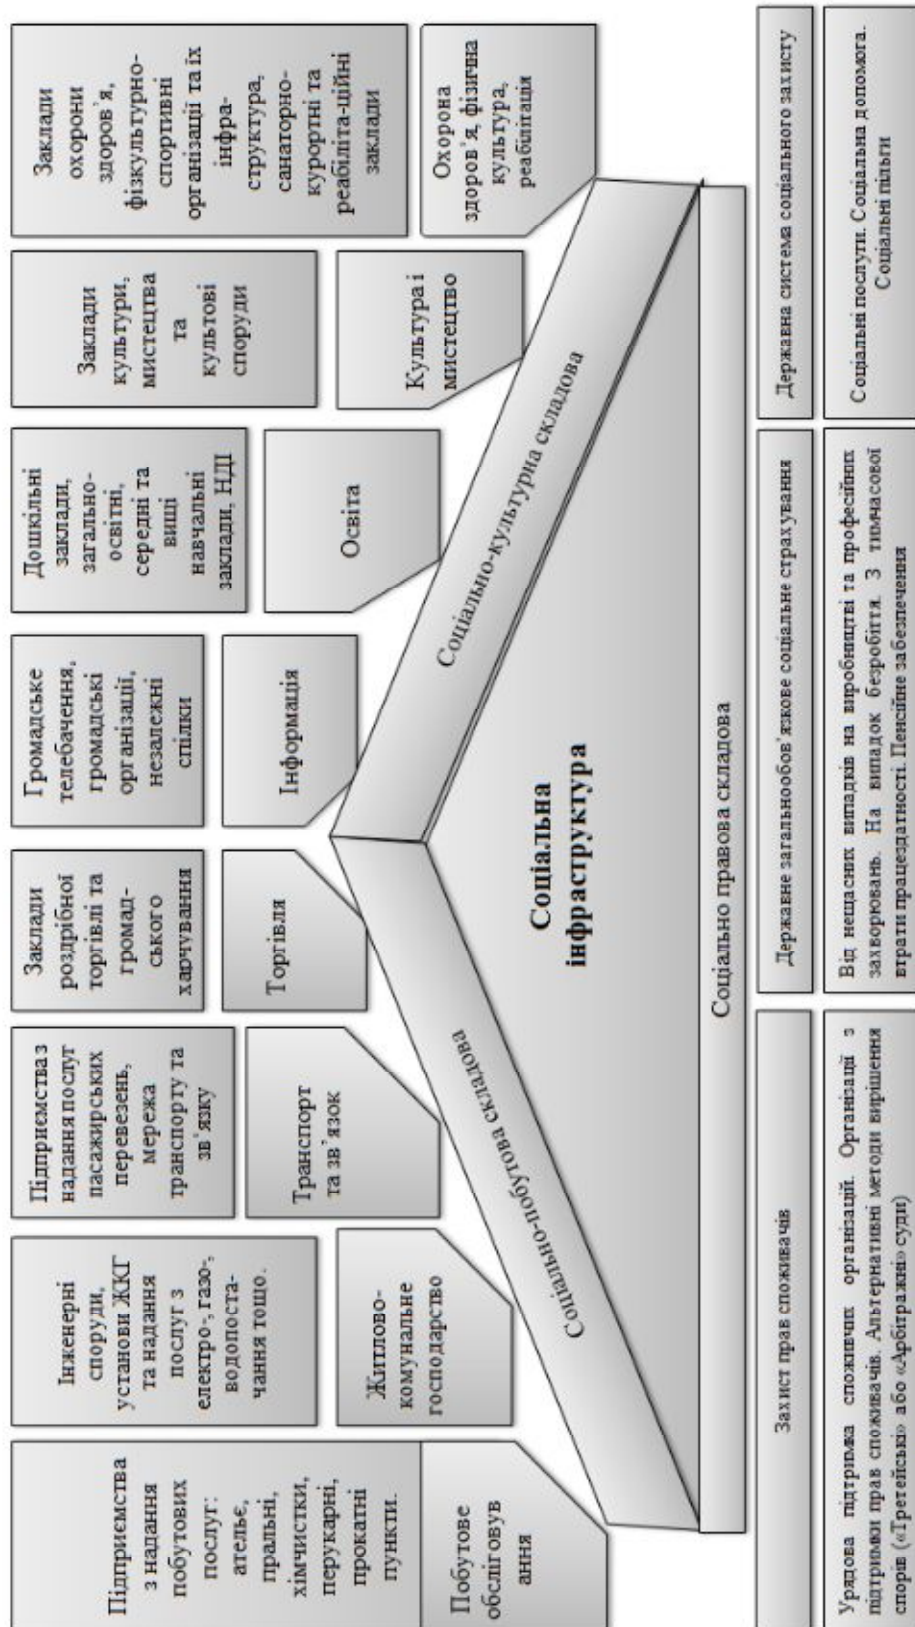 Підприємства
з надання
побутових
послуг:
ательє,
пральні,
хімчистки,
перукарні,
прокатні
пункти.
Інженерні
споруди,
установи ЖКГ
та надання
послуг з
електро-, газо-,
водопоста-
чання тощо.
Підприємства з
надання послуг
пасажирських
перевезень,
мережа
транспорту та
зв'язку
Заклади
роздрібної
торгівлі та
громад-
ського
харчування
Громадське
телебачення,
громадські
організації,
незалежні
спілки
Дошкільні
заклади,
загально-
освітні,
середні та
вищі
навчальні
заклади, НДІ
Заклади
культури,
мистецтва
та
культові
споруди
Заклади
охорони
здоров'я,
фізкультурно-
спортивні
організації та їх
інфра-
структура,
санаторно-
курортні та
реабіліта-ційні
заклади
Побутове
обсліговув
ання
Житлово-
комунальне
господарство
Транспорт
та зв'язок
Торгівля
Інформація
Освіта
Культура і
мистецтво
Охорона
здоров'я, фізична
культура,
реабілітація
Соціально-побутова складова
Соціально-культурна складова
Соціальна
інфраструктура
Соціально правова складова
Захист прав споживачів
Державне загальнообов'язкове соціальне страхування
Державна система соціального захисту
Урядова підтримка споживчих організацій. Організації з
підтримки прав споживачів. Альтернативні методи вирішення
спорів («Третейські» або «Арбітражні» суди)
Від нещасних випадків на виробництві та професійних
захворювань. На випадок безробіття. З тимчасової
втрати працездатності. Пенсійне забезпечення
Соціальні послуги. Соціальна допомога.
Соціальні пільги